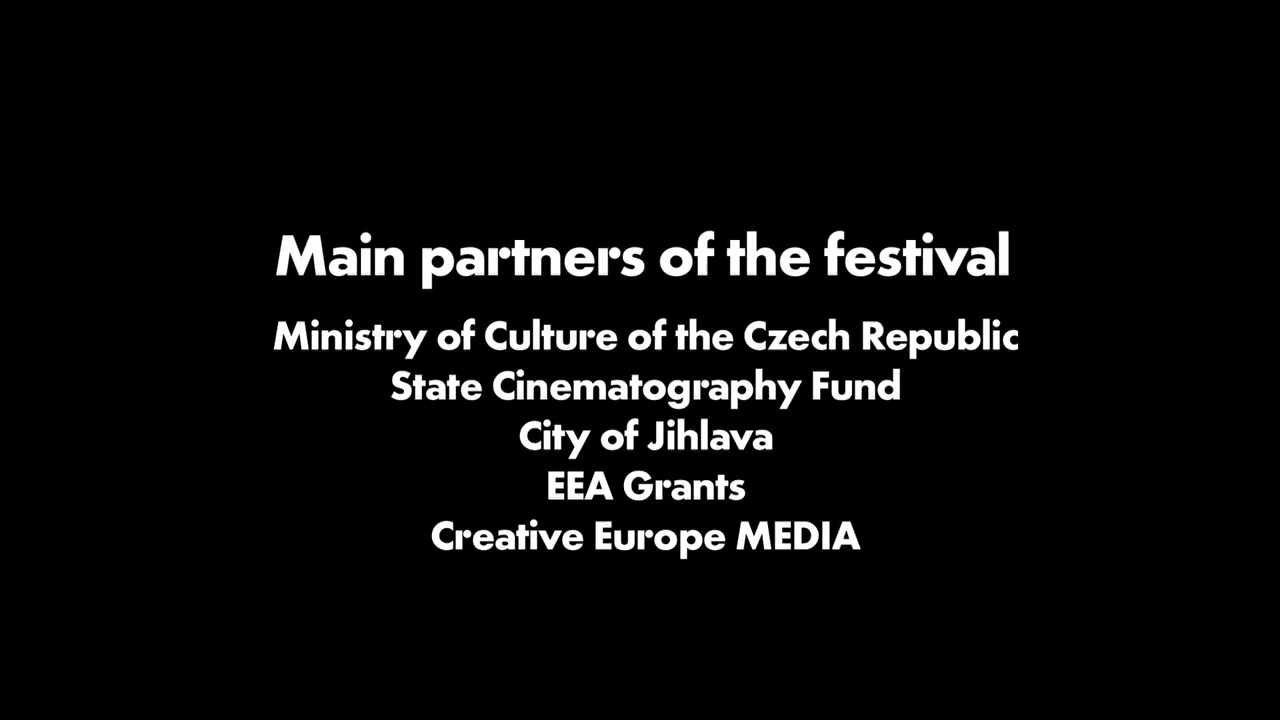 Main partners of the festival
Ministry of Culture of the Czech Republic
State Cinematography Fund
City of Jihlava
EEA Grants
Creative Europe MEDIA